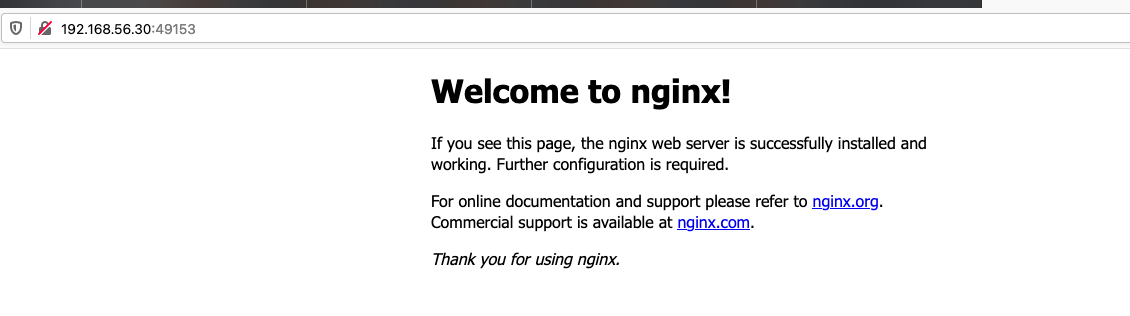 192.168.56.30:49153
Welcome to nginx!
If you see this page, the nginx web server is successfully installed and
working. Further configuration is required.
For online documentation and support please refer to nginx.org.
Commercial support is available at nginx.com.
Thank you for using nginx.